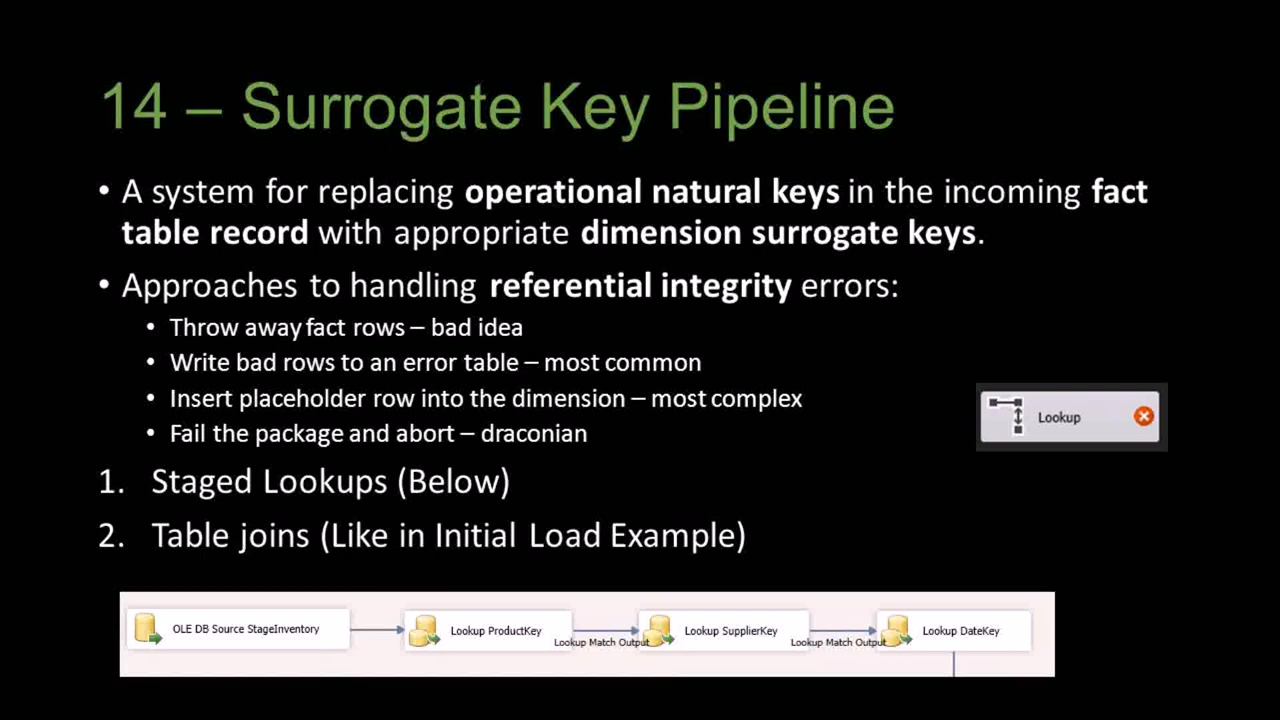 14 – Surrogate Key Pipeline
• A system for replacing operational natural keys in the incoming fact
table record with appropriate dimension surrogate keys.
• Approaches to handling referential integrity errors:
• Throw away fact rows – bad idea
• Write bad rows to an error table – most common
• Insert placeholder row into the dimension – most complex
• Fail the package and abort – draconian
Lookup
1. Staged Lookups (Below)
2. Table joins (Like in Initial Load Example)
OLE DB Source StageInventory
Lookup ProductKey
Lookup Match Output
Lookup SupplierKey
Lookup Match Output
Lookup DateKey